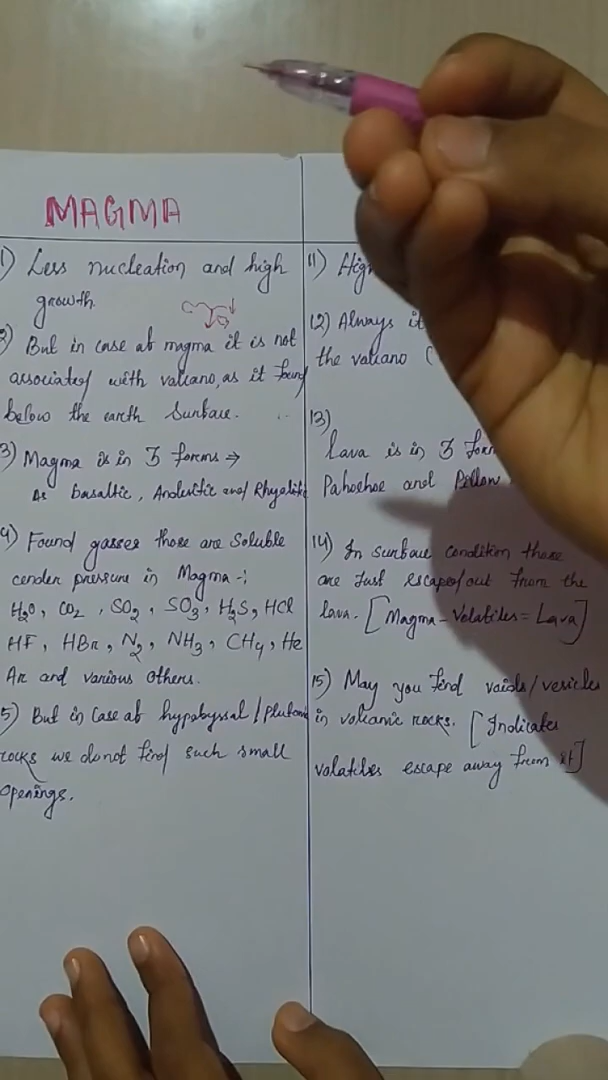 MAGMA
1) Less nucleation and high
growth.
2) But in case of magma it is not
associated with valcano, as it found
below the earth Surface.
3) Magma is in 3 forms →
As basaltic, Andesitic and Rhyolitic
4) Found gasses those are Soluble
under pressure in Magma -:
H₂O, CO₂, SO₂, SO₃, H₂S, HCl
HF, HBr, N₂, NH₃, CH₄, He
Ar and various others.
5) But in Case of hypabyssal/Plutonic
rocks we do not find such small
openings.
11)
12) Always it
the valcano (
13)
Lava is in 3
Pahoehoe and Pillow
14) In surface condition these
are Just escaped out from the
lava. [Magma - Volatiles = Lava]
15) May you find voids/vesicles
in volcanic rocks. [Indicates
volatiles escape away from it]